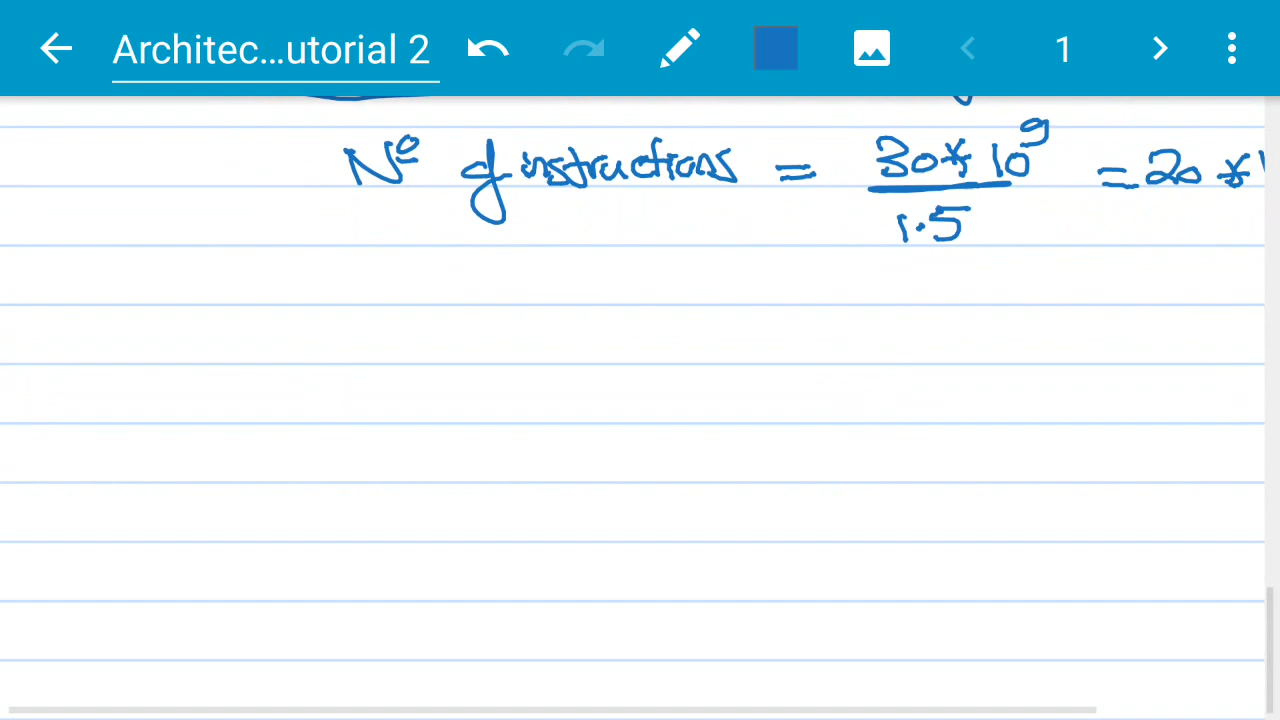 Architec...utorial 2
1
Nº of instructions = 30*10^9 / 1.5 = 20 *